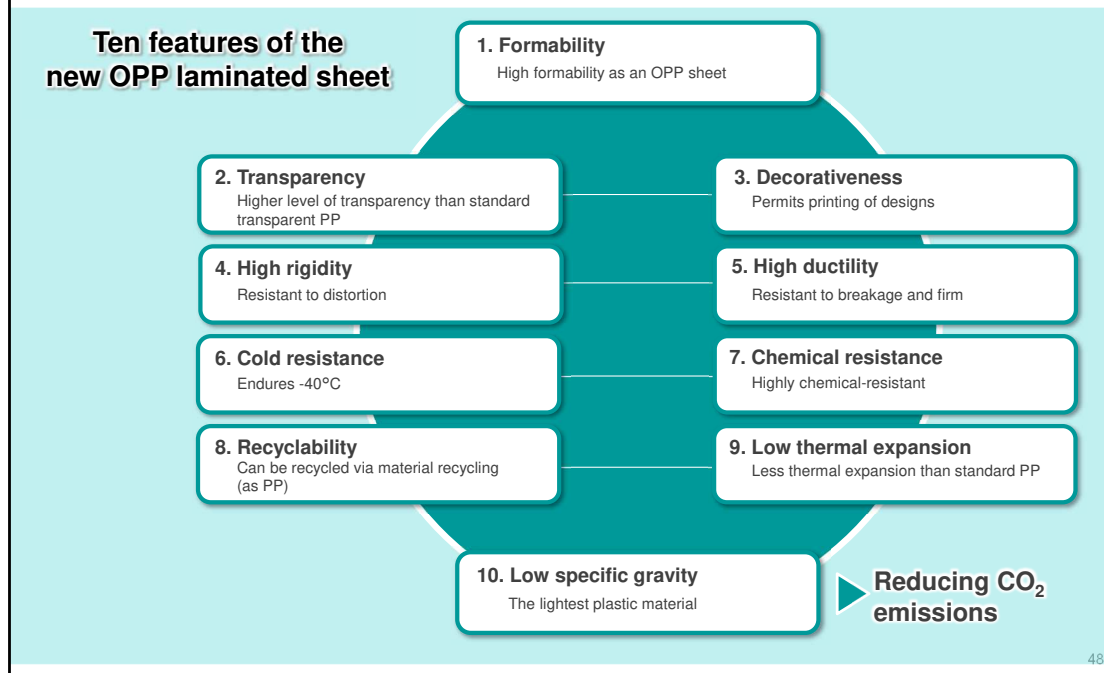 Ten features of the
new OPP laminated sheet
1. Formability
High formability as an OPP sheet
2. Transparency
Higher level of transparency than standard
transparent PP
3. Decorativeness
Permits printing of designs
4. High rigidity
Resistant to distortion
5. High ductility
Resistant to breakage and firm
6. Cold resistance
Endures -40°C
7. Chemical resistance
Highly chemical-resistant
8. Recyclability
Can be recycled via material recycling
(as PP)
9. Low thermal expansion
Less thermal expansion than standard PP
10. Low specific gravity
The lightest plastic material
Reducing CO₂
emissions
48